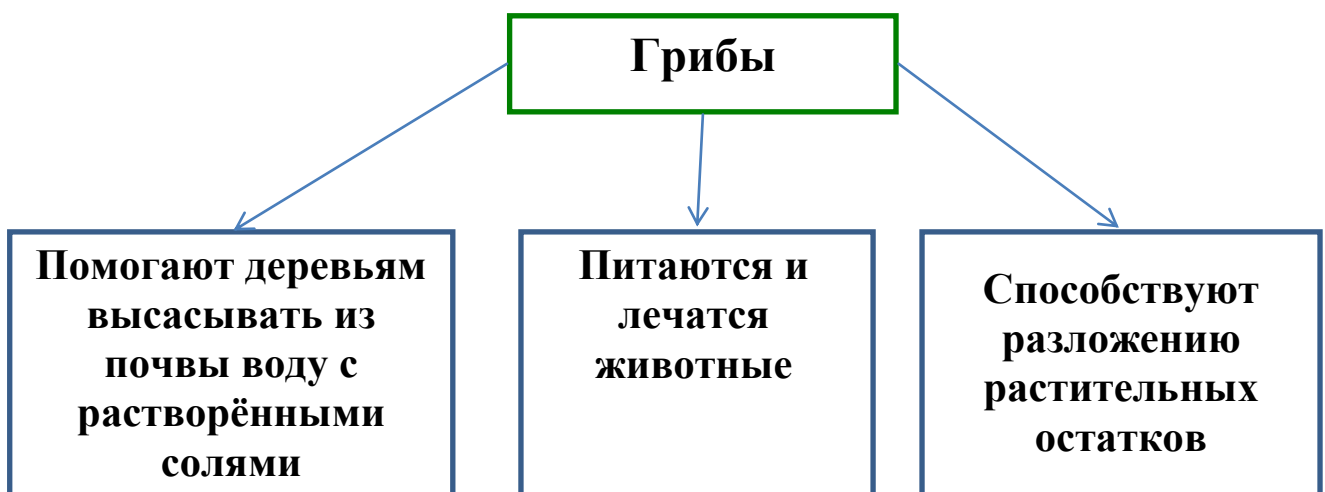 Грибы
Помогают деревьям
высасывать из
почвы воду с
растворёнными
солями
Питаются и
лечатся
животные
Способствуют
разложению
растительных
остатков